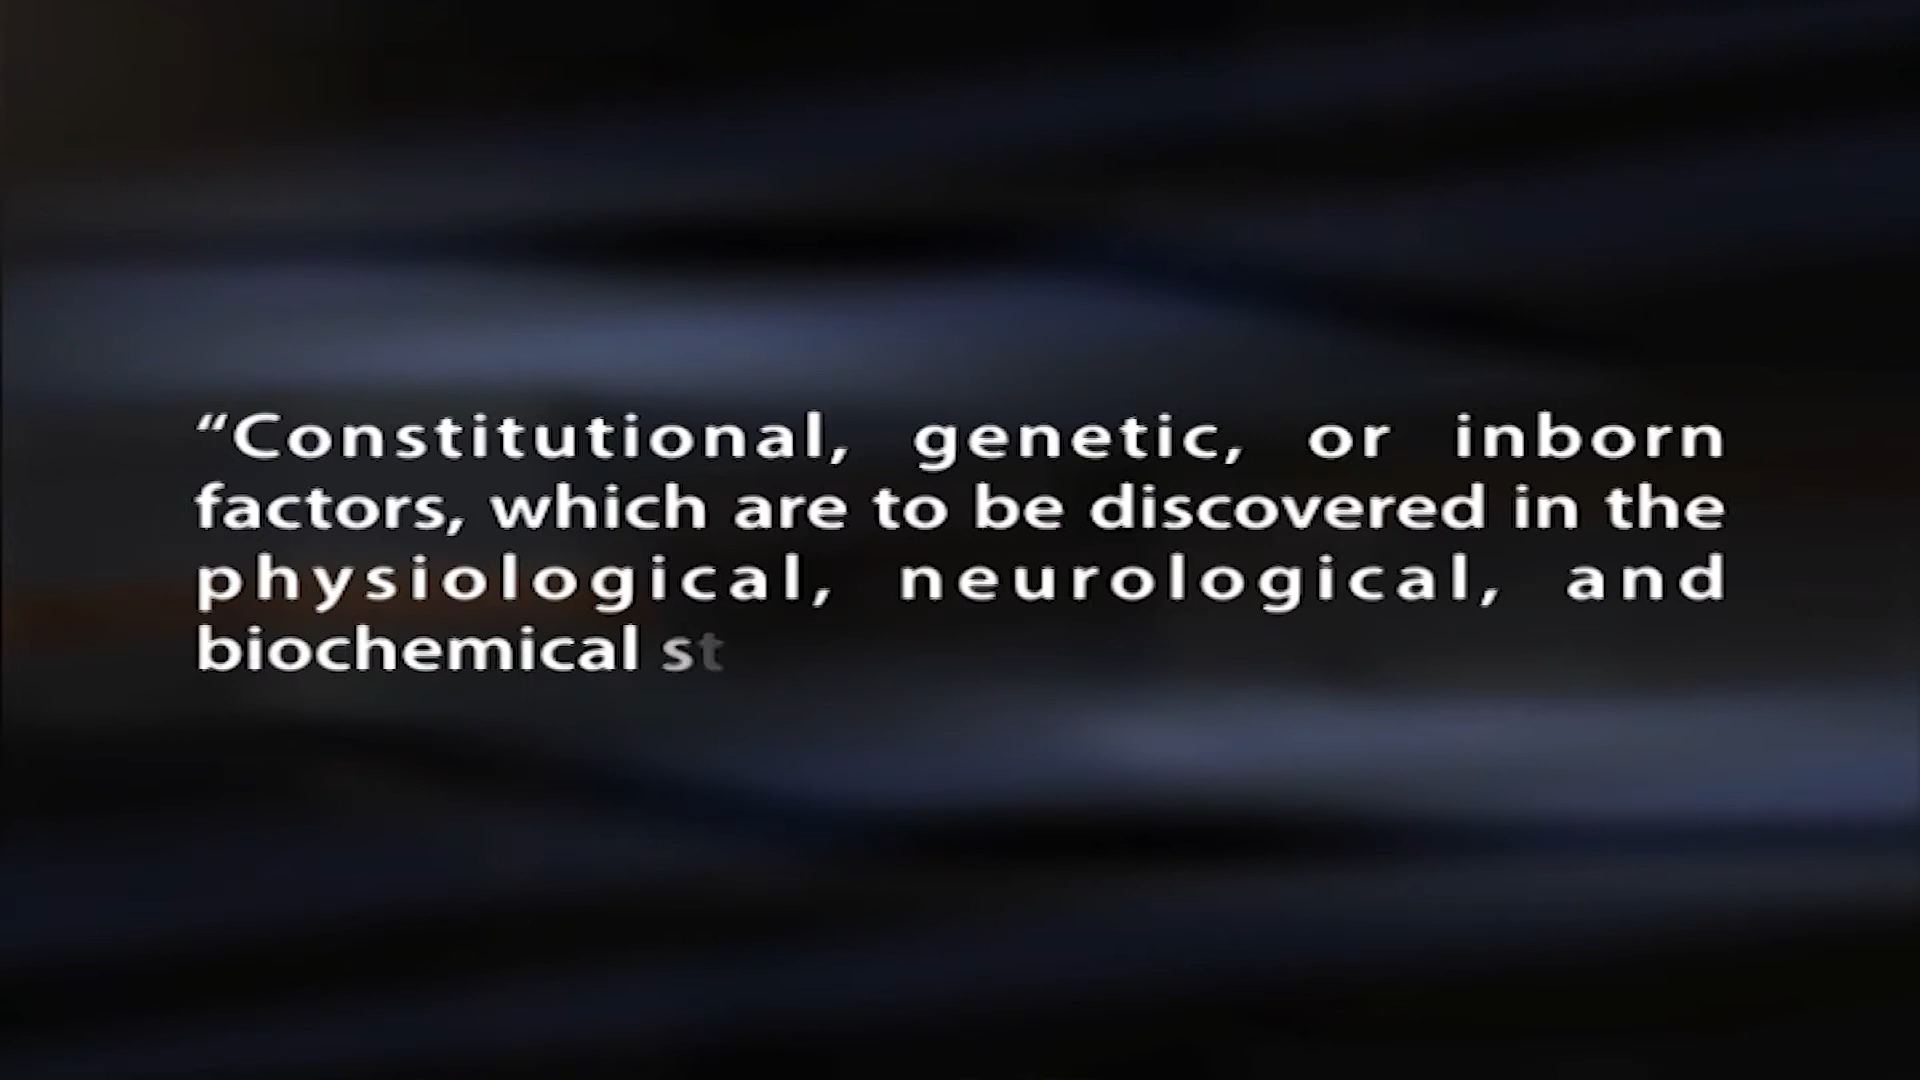 “Constitutional, genetic, or inborn
factors, which are to be discovered in the
physiological, neurological, and
biochemical st